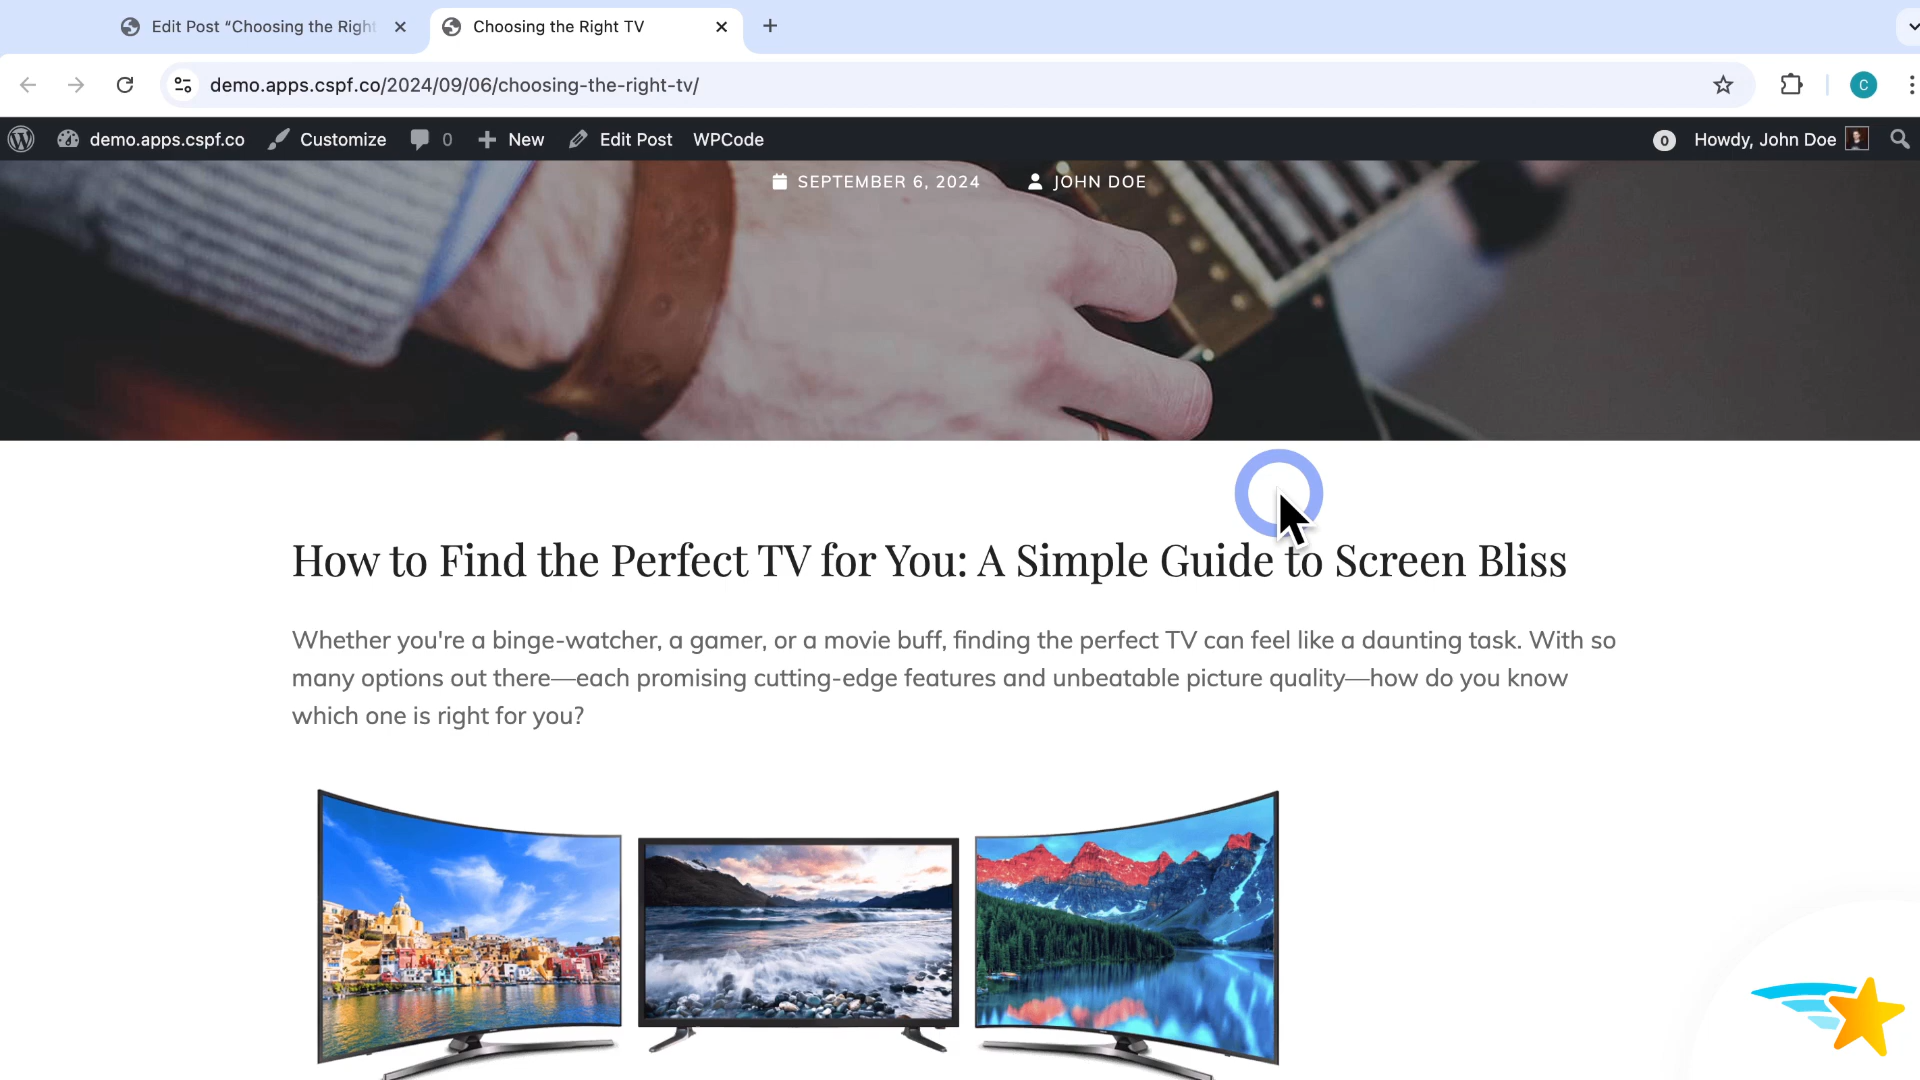 Edit Post “Choosing the Right
Choosing the Right TV
demo.apps.cspf.co/2024/09/06/choosing-the-right-tv/
C
demo.apps.cspf.co Customize 0 New Edit Post WPCode 0 Howdy, John Doe
SEPTEMBER 6, 2024 JOHN DOE
How to Find the Perfect TV for You: A Simple Guide to Screen Bliss
Whether you're a binge-watcher, a gamer, or a movie buff, finding the perfect TV can feel like a daunting task. With so
many options out there—each promising cutting-edge features and unbeatable picture quality—how do you know
which one is right for you?